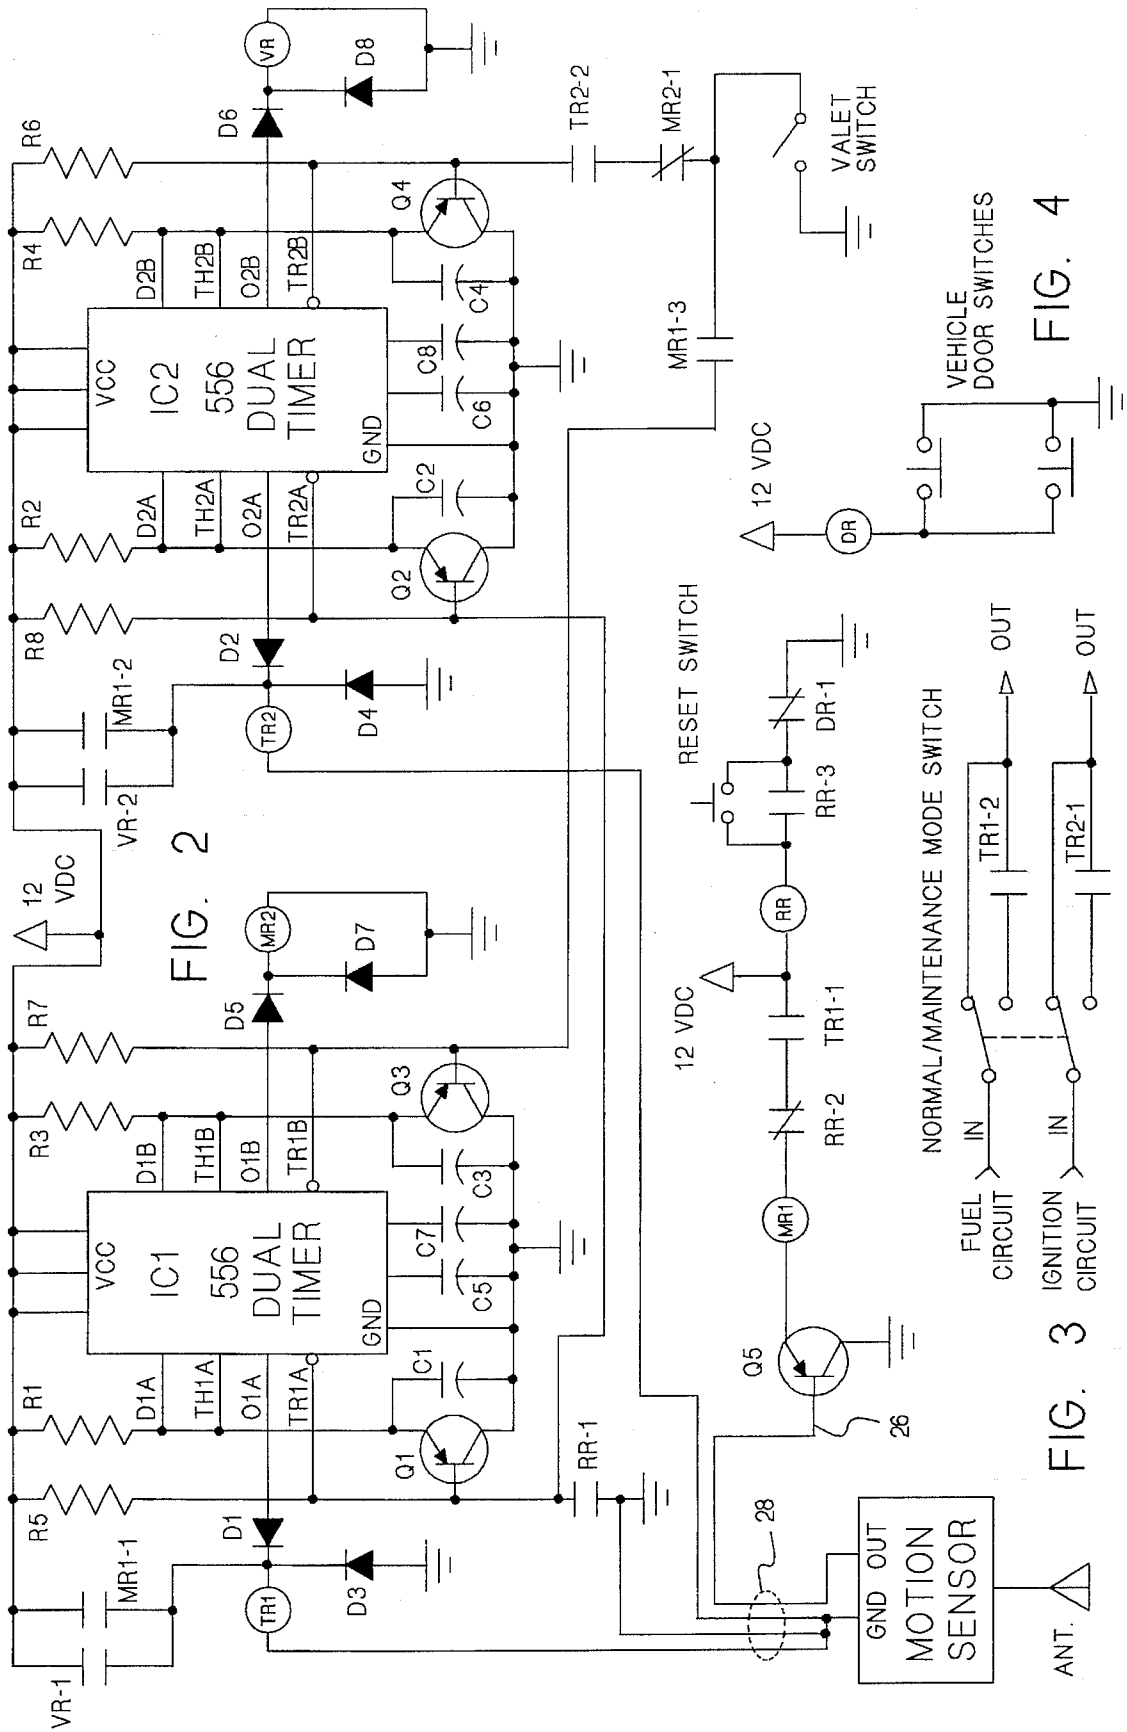 VR-1
MR1-1
R5
R1
R3
R7
12
VDC
VR-2
MR1-2
R8
R2
R4
R6
VCC
IC1
556
DUAL
TIMER
GND
D1A
TH1A
O1A
TR1A
D1B
TH1B
O1B
TR1B
D1
TR1
D3
Q1
C1
C5
C7
C3
Q3
D5
MR2
D7
FIG. 2
VCC
IC2
556
DUAL
TIMER
GND
D2A
TH2A
O2A
TR2A
D2B
TH2B
O2B
TR2B
D2
TR2
D4
Q2
C2
C6
C8
C4
Q4
D6
VR
D8
RR-1
TR2-2
MR2-1
MR1-3
VALET
SWITCH
28
GND OUT
MOTION
SENSOR
ANT.
26
Q5
MR1
RR-2
TR1-1
12 VDC
RR
RR-3
RESET SWITCH
DR-1
FIG. 3
NORMAL/MAINTENANCE MODE SWITCH
FUEL
CIRCUIT
IN
TR1-2
OUT
IGNITION
CIRCUIT
IN
TR2-1
OUT
12 VDC
DR
VEHICLE
DOOR SWITCHES
FIG. 4